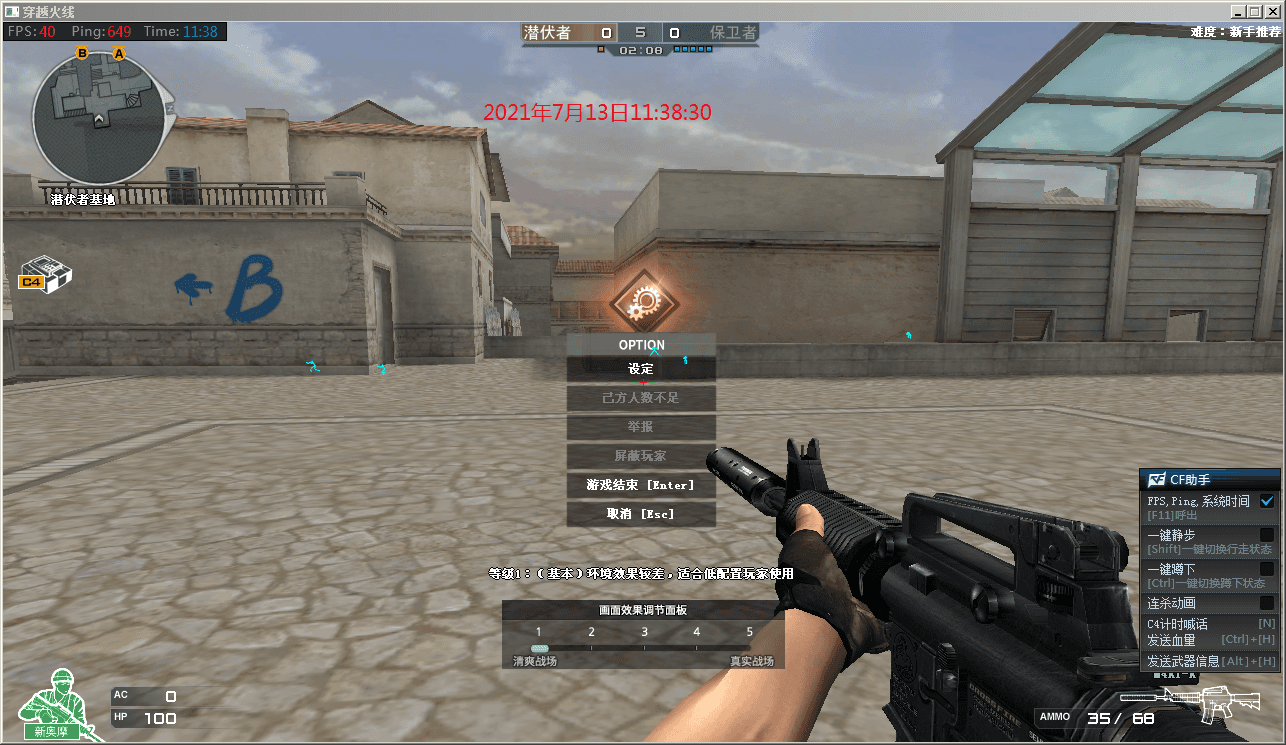 穿越火线
FPS:40 Ping:649 Time: 11:38
潜伏者 0 5 0 保卫者
02:08
难度：新手推荐
B A
Z
2021年7月13日11:38:30
潜伏者基地
C4
B
OPTION
设定
己方人数不足
举报
屏蔽玩家
游戏结束 [Enter]
取消 [Esc]
等级1：（基本）环境效果较差，适合低配置玩家使用
画面效果调节面板
1 2 3 4 5
清爽战场 真实战场
CF助手
FPS,Ping,系统时间
[F11]呼出
一键静步
[Shift]一键切换行走状态
一键蹲下
[Ctrl]一键切换蹲下状态
连杀动画
C4计时喊话 [N]
发送血量 [Ctrl]+[H]
发送武器信息[Alt]+[H]
AC 0
HP 100
新奥摩
AMMO 35/ 68